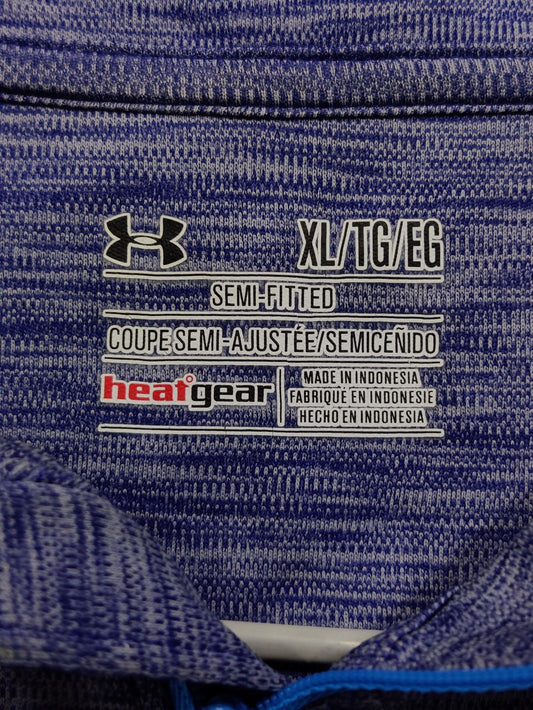 XL/TG/EG
SEMI-FITTED
COUPE SEMI-AJUSTÉE/SEMICEÑIDO
heatgear
MADE IN INDONESIA
FABRIQUÉ EN INDONESIE
HECHO EN INDONESIA